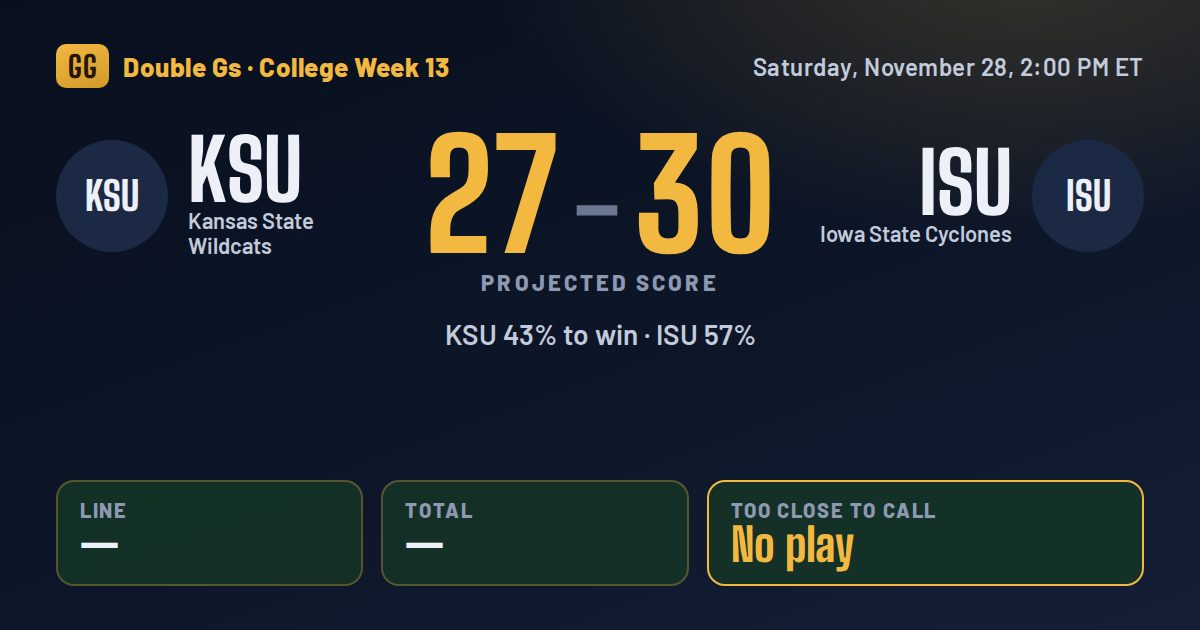 GG
Double Gs · College Week 13
Saturday, November 28, 2:00 PM ET
KSU
KSU
Kansas State
Wildcats
27 – 30
PROJECTED SCORE
KSU 43% to win · ISU 57%
ISU
Iowa State Cyclones
ISU
LINE
—
TOTAL
—
TOO CLOSE TO CALL
No play